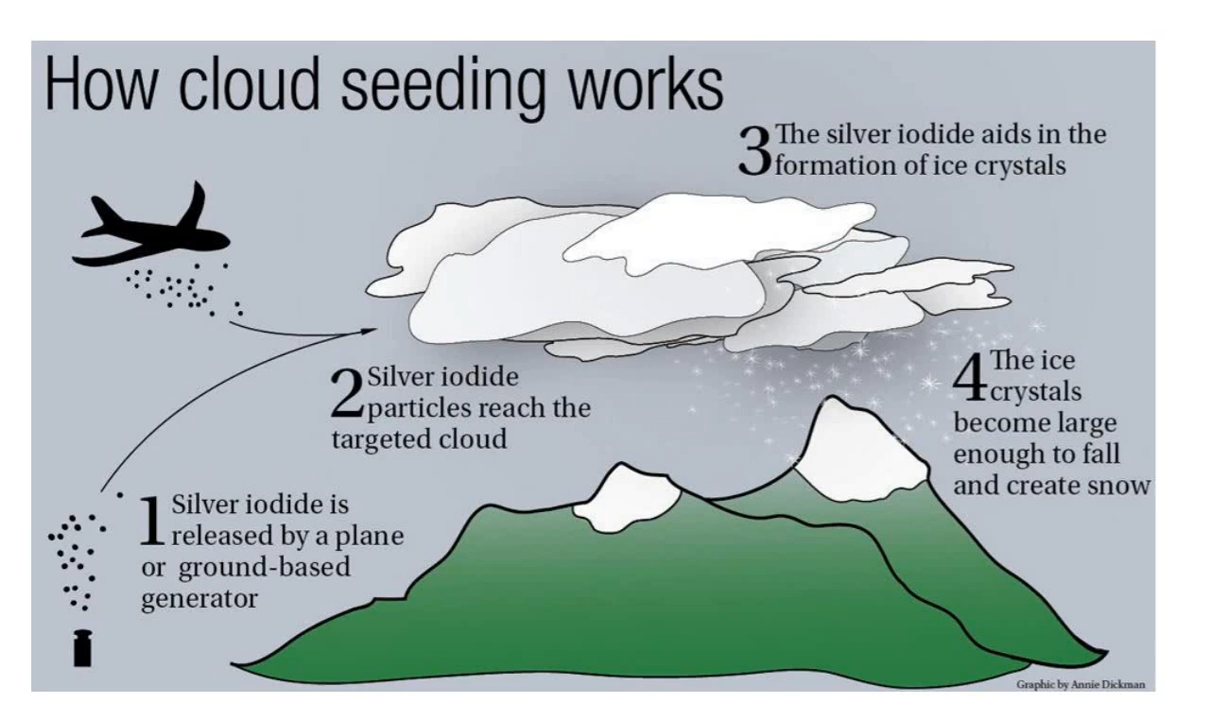 How cloud seeding works
3 The silver iodide aids in the
formation of ice crystals
2 Silver iodide
particles reach the
targeted cloud
4 The ice
crystals
become large
enough to fall
and create snow
1 Silver iodide is
released by a plane
or ground-based
generator
Graphic by Annie Dickman